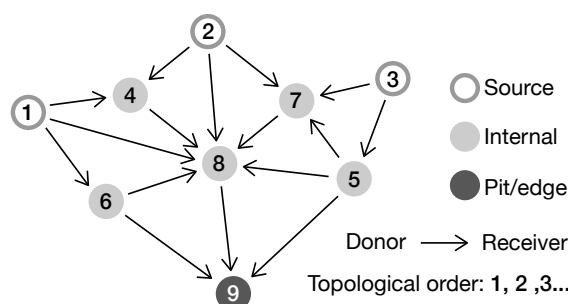 2
3
4
7
1
8
5
6
9
Source
Internal
Pit/edge
Donor
Receiver
Topological order: 1, 2 ,3...